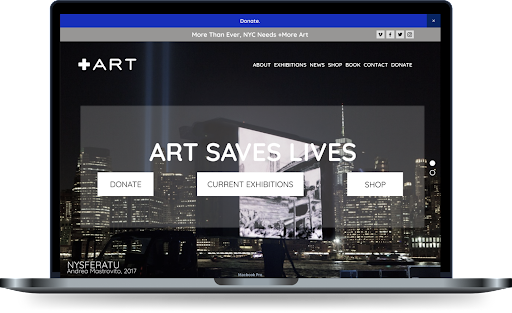 Donate.
More Than Ever, NYC Needs +More Art
+ART
ABOUT EXHIBITIONS NEWS SHOP BOOK CONTACT DONATE
ART SAVES LIVES
DONATE
CURRENT EXHIBITIONS
SHOP
NYSFERATU
Andrea Mastrovito, 2017
MacBook Pro